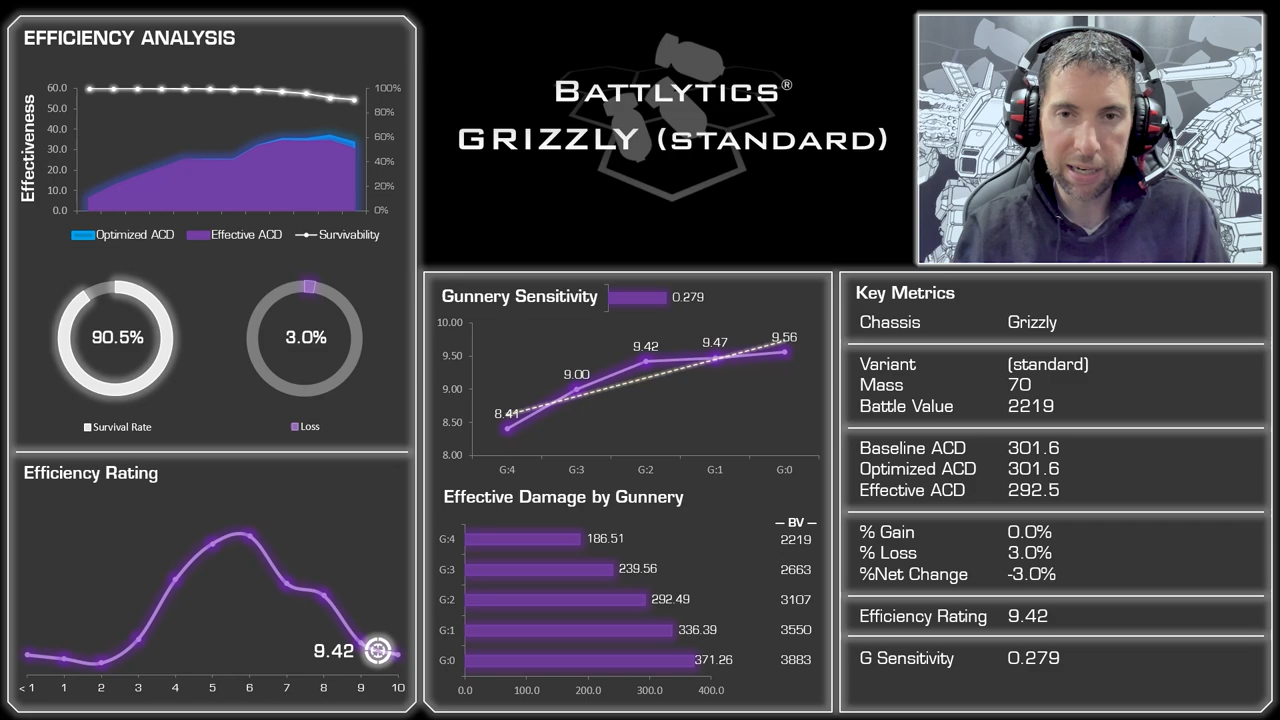 EFFICIENCY ANALYSIS
Effectiveness
60.0
50.0
40.0
30.0
20.0
10.0
0.0
100%
80%
60%
40%
20%
0%
Optimized ACD Effective ACD Survivability
90.5%
3.0%
Survival Rate
Loss
Efficiency Rating
9.42
< 1 1 2 3 4 5 6 7 8 9 10
BATTLYTICS®
GRIZZLY (STANDARD)
Gunnery Sensitivity 0.279
10.00
9.50
9.00
8.50
8.00
8.41 9.00 9.42 9.47 9.56
G:4 G:3 G:2 G:1 G:0
Effective Damage by Gunnery
— BV —
G:4 186.51 2219
G:3 239.56 2663
G:2 292.49 3107
G:1 336.39 3550
G:0 371.26 3883
0.0 100.0 200.0 300.0 400.0
Key Metrics
Chassis Grizzly
Variant (standard)
Mass 70
Battle Value 2219
Baseline ACD 301.6
Optimized ACD 301.6
Effective ACD 292.5
% Gain 0.0%
% Loss 3.0%
%Net Change -3.0%
Efficiency Rating 9.42
G Sensitivity 0.279